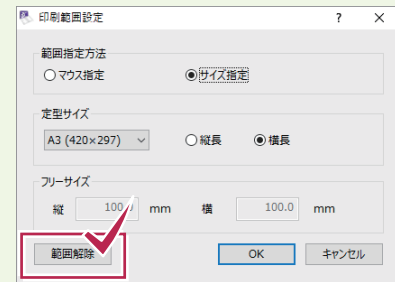 印刷範囲設定 ? ×
範囲指定方法
マウス指定 サイズ指定
定型サイズ
A3 (420×297) 縦長 横長
フリーサイズ
縦 100.0 mm 横 100.0 mm
範囲解除 OK キャンセル